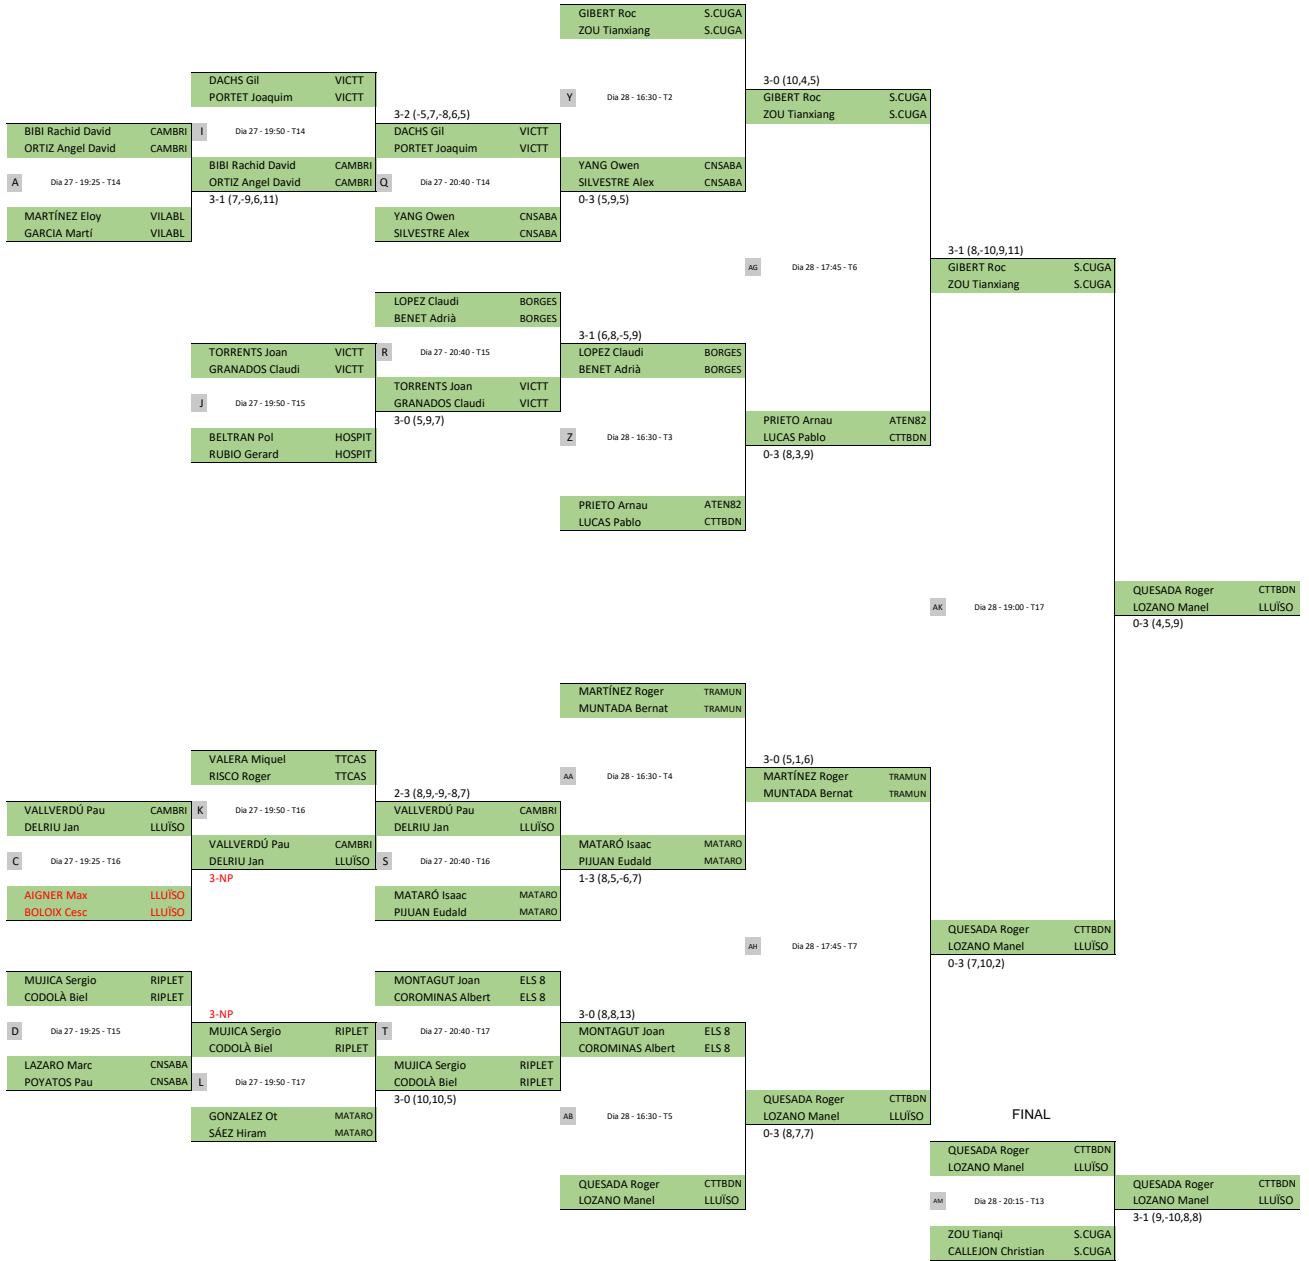 GIBERT Roc S.CUGA
ZOU Tianxiang S.CUGA
DACHS Gil VICTT
PORTET Joaquim VICTT
3-0 (10,4,5)
Y Dia 28 - 16:30 - T2
GIBERT Roc S.CUGA
ZOU Tianxiang S.CUGA
3-2 (-5,7,-8,6,5)
BIBI Rachid David CAMBRI
ORTIZ Angel David CAMBRI
I Dia 27 - 19:50 - T14
DACHS Gil VICTT
PORTET Joaquim VICTT
BIBI Rachid David CAMBRI
ORTIZ Angel David CAMBRI
YANG Owen CNSABA
SILVESTRE Alex CNSABA
A Dia 27 - 19:25 - T14
Q Dia 27 - 20:40 - T14
3-1 (7,-9,6,11)
0-3 (5,9,5)
MARTÍNEZ Eloy VILABL
GARCIA Martí VILABL
YANG Owen CNSABA
SILVESTRE Alex CNSABA
3-1 (8,-10,9,11)
AG Dia 28 - 17:45 - T6
GIBERT Roc S.CUGA
ZOU Tianxiang S.CUGA
LOPEZ Claudi BORGES
BENET Adrià BORGES
3-1 (6,8,-5,9)
TORRENTS Joan VICTT
GRANADOS Claudi VICTT
R Dia 27 - 20:40 - T15
LOPEZ Claudi BORGES
BENET Adrià BORGES
TORRENTS Joan VICTT
GRANADOS Claudi VICTT
J Dia 27 - 19:50 - T15
3-0 (5,9,7)
PRIETO Arnau ATEN82
LUCAS Pablo CTTBDN
BELTRAN Pol HOSPIT
RUBIO Gerard HOSPIT
Z Dia 28 - 16:30 - T3
0-3 (8,3,9)
PRIETO Arnau ATEN82
LUCAS Pablo CTTBDN
AK Dia 28 - 19:00 - T17
QUESADA Roger CTTBDN
LOZANO Manel LLUÏSO
0-3 (4,5,9)
MARTÍNEZ Roger TRAMUN
MUNTADA Bernat TRAMUN
VALERA Miquel TTCAS
RISCO Roger TTCAS
3-0 (5,1,6)
AA Dia 28 - 16:30 - T4
MARTÍNEZ Roger TRAMUN
MUNTADA Bernat TRAMUN
2-3 (8,9,-9,-8,7)
VALLVERDÚ Pau CAMBRI
DELRIU Jan LLUÏSO
K Dia 27 - 19:50 - T16
VALLVERDÚ Pau CAMBRI
DELRIU Jan LLUÏSO
VALLVERDÚ Pau CAMBRI
DELRIU Jan LLUÏSO
MATARÓ Isaac MATARO
PIJUAN Eudald MATARO
C Dia 27 - 19:25 - T16
S Dia 27 - 20:40 - T16
3-NP
1-3 (8,5,-6,7)
AIGNER Max LLUÏSO
BOLOIX Cesc LLUÏSO
MATARÓ Isaac MATARO
PIJUAN Eudald MATARO
AH Dia 28 - 17:45 - T7
QUESADA Roger CTTBDN
LOZANO Manel LLUÏSO
0-3 (7,10,2)
MUJICA Sergio RIPLET
CODOLÀ Biel RIPLET
MONTAGUT Joan ELS 8
COROMINAS Albert ELS 8
3-NP
3-0 (8,8,13)
D Dia 27 - 19:25 - T15
MUJICA Sergio RIPLET
CODOLÀ Biel RIPLET
T Dia 27 - 20:40 - T17
MONTAGUT Joan ELS 8
COROMINAS Albert ELS 8
LAZARO Marc CNSABA
POYATOS Pau CNSABA
L Dia 27 - 19:50 - T17
MUJICA Sergio RIPLET
CODOLÀ Biel RIPLET
3-0 (10,10,5)
GONZALEZ Ot MATARO
SÁEZ Hiram MATARO
AB Dia 28 - 16:30 - T5
QUESADA Roger CTTBDN
LOZANO Manel LLUÏSO
0-3 (8,7,7)
FINAL
QUESADA Roger CTTBDN
LOZANO Manel LLUÏSO
QUESADA Roger CTTBDN
LOZANO Manel LLUÏSO
AM Dia 28 - 20:15 - T13
QUESADA Roger CTTBDN
LOZANO Manel LLUÏSO
3-1 (9,-10,8,8)
ZOU Tianqi S.CUGA
CALLEJON Christian S.CUGA